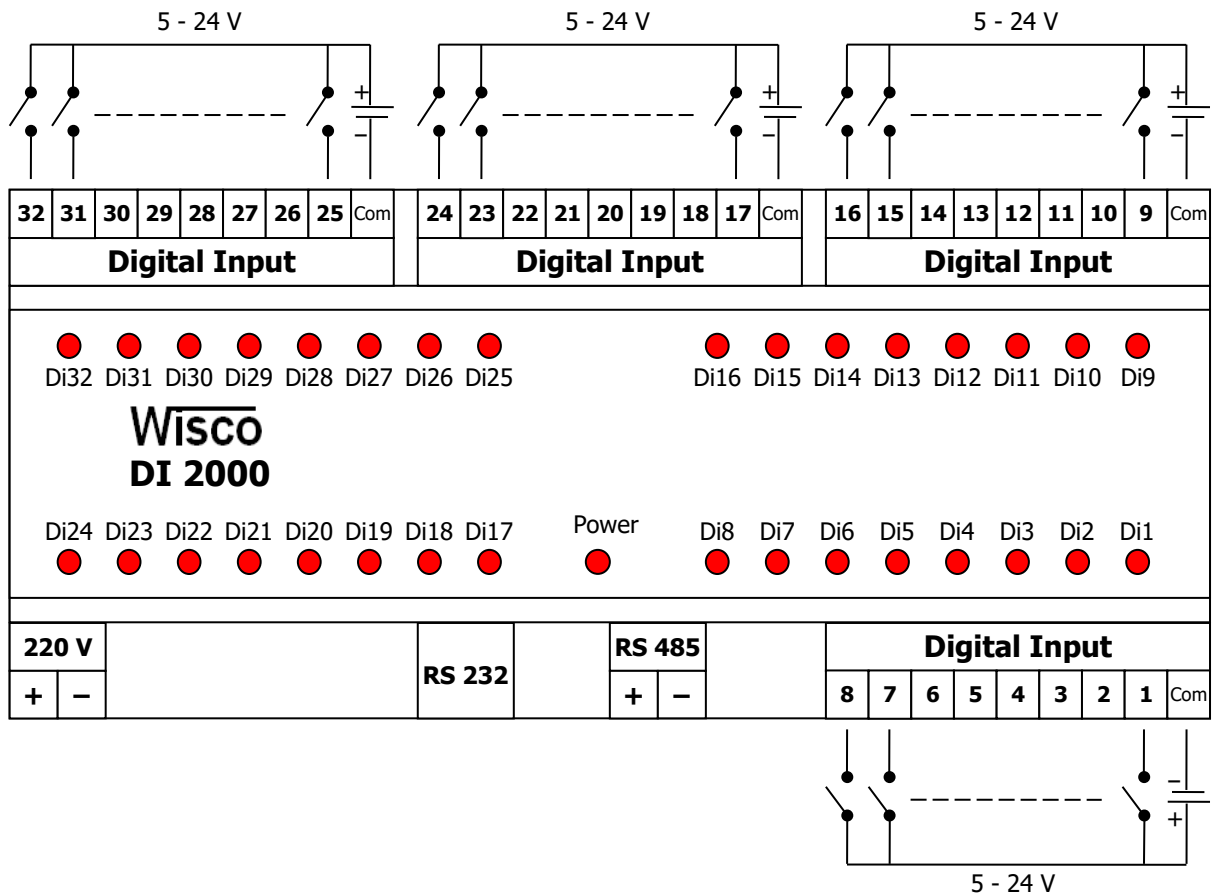 5 - 24 V 5 - 24 V 5 - 24 V
+ + +
− − −
32 31 30 29 28 27 26 25 Com 24 23 22 21 20 19 18 17 Com 16 15 14 13 12 11 10 9 Com
Digital Input Digital Input Digital Input
Di32 Di31 Di30 Di29 Di28 Di27 Di26 Di25 Di16 Di15 Di14 Di13 Di12 Di11 Di10 Di9
Wisco
DI 2000
Di24 Di23 Di22 Di21 Di20 Di19 Di18 Di17 Power Di8 Di7 Di6 Di5 Di4 Di3 Di2 Di1
220 V RS 232 RS 485 Digital Input
+ − + − 8 7 6 5 4 3 2 1 Com
−
+
5 - 24 V